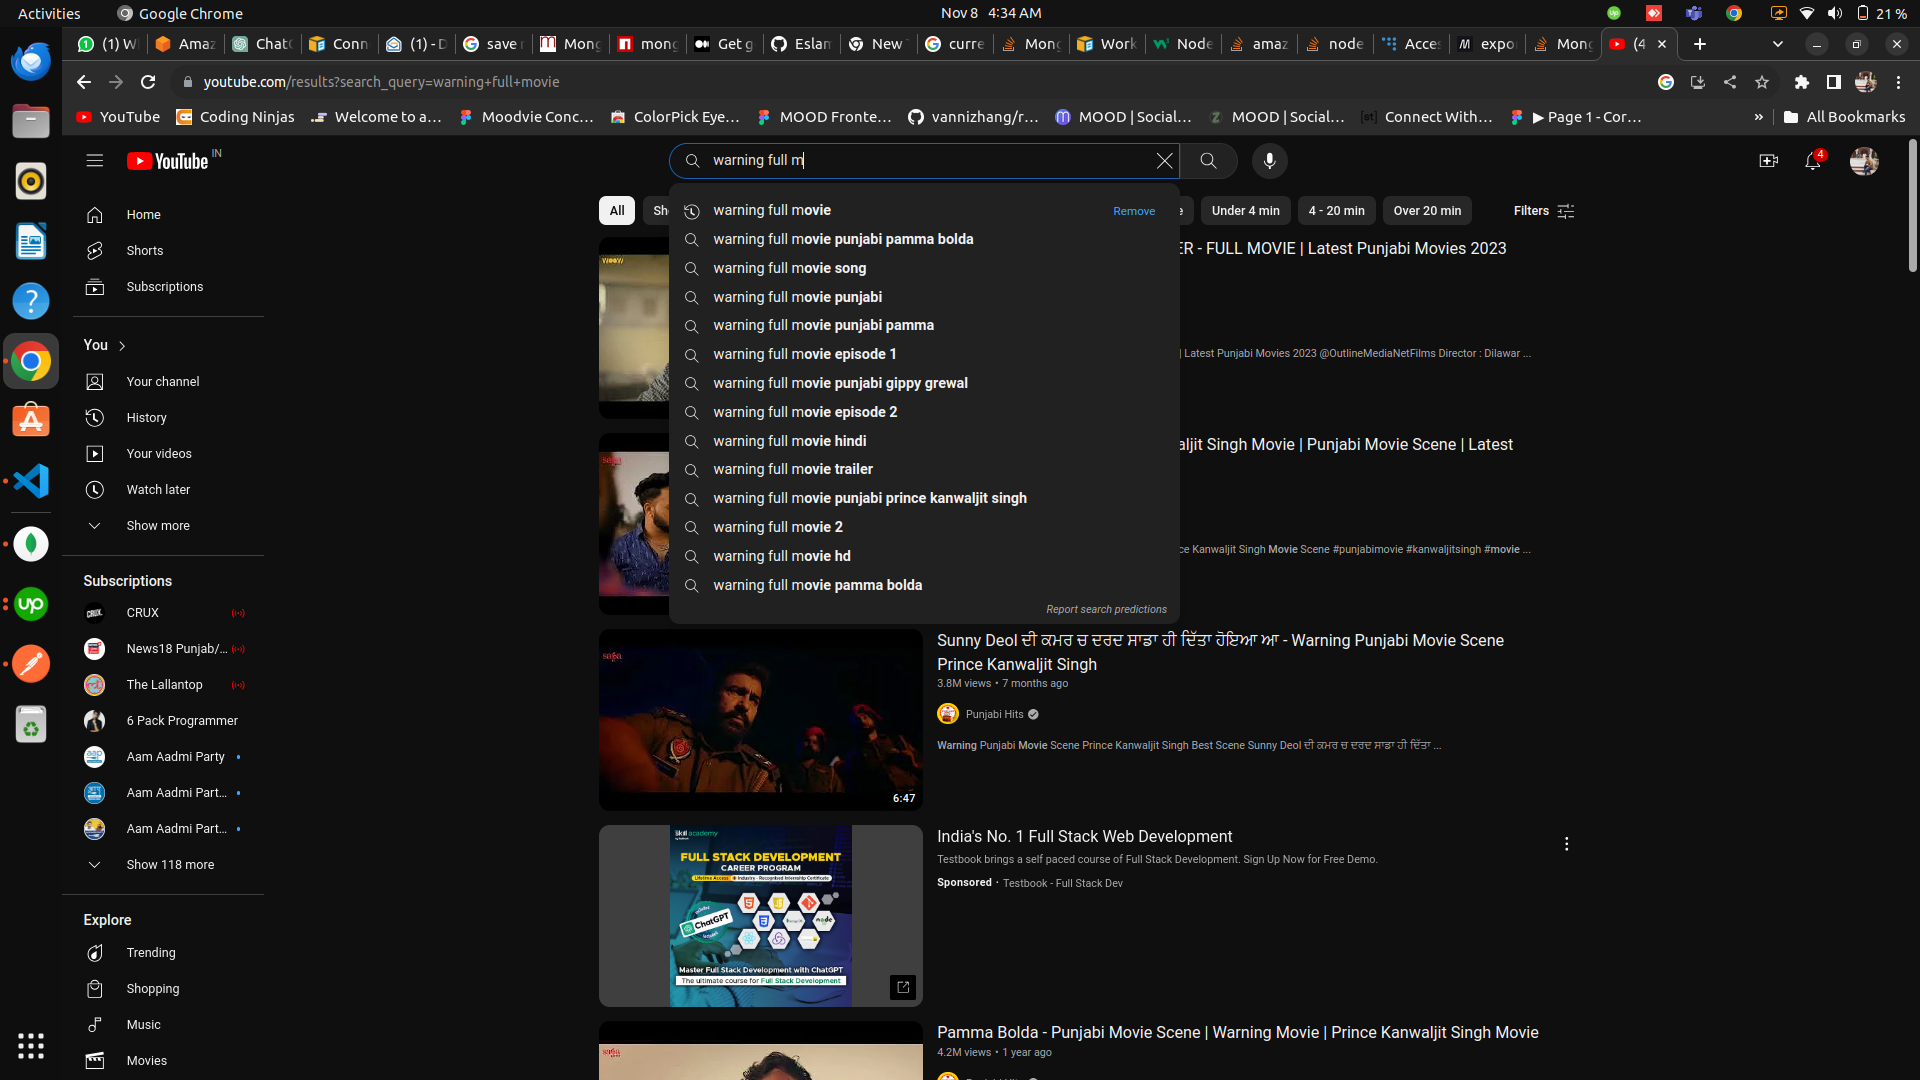 Activities
Google Chrome
Nov 8 4:34 AM
21 %
(1) W
Amaz
ChatG
Conn
(1) - D
save r
Mong
mong
Get g
Eslam
New
curre
Mong
Work
Node
amaz
node
Acces
expo
Mong
(4
youtube.com/results?search_query=warning+full+movie
YouTube
Coding Ninjas
Welcome to a...
Moodvie Conc...
ColorPick Eye...
MOOD Fronte...
vannizhang/r...
MOOD | Social...
MOOD | Social...
Connect With...
▶ Page 1 - Cor...
»
All Bookmarks
YouTube IN
warning full m
4
All
Sh
Under 4 min
4 - 20 min
Over 20 min
Filters
warning full movie
Remove
warning full movie punjabi pamma bolda
warning full movie song
warning full movie punjabi
warning full movie punjabi pamma
warning full movie episode 1
warning full movie punjabi gippy grewal
warning full movie episode 2
warning full movie hindi
warning full movie trailer
warning full movie punjabi prince kanwaljit singh
warning full movie 2
warning full movie hd
warning full movie pamma bolda
Report search predictions
Home
Shorts
Subscriptions
You
Your channel
History
Your videos
Watch later
Show more
Subscriptions
CRUX
News18 Punjab/...
The Lallantop
6 Pack Programmer
Aam Aadmi Party
Aam Aadmi Part...
Aam Aadmi Part...
Show 118 more
Explore
Trending
Shopping
Music
Movies
ER - FULL MOVIE | Latest Punjabi Movies 2023
| Latest Punjabi Movies 2023 @OutlineMediaNetFilms Director : Dilawar ...
aljit Singh Movie | Punjabi Movie Scene | Latest
ce Kanwaljit Singh Movie Scene #punjabimovie #kanwaljitsingh #movie ...
saga
6:47
Sunny Deol ਦੀ ਕਮਰ ਚ ਦਰਦ ਸਾਡਾ ਹੀ ਦਿੱਤਾ ਹੋਇਆ ਆ - Warning Punjabi Movie Scene
Prince Kanwaljit Singh
3.8M views • 7 months ago
Punjabi Hits
Warning Punjabi Movie Scene Prince Kanwaljit Singh Best Scene Sunny Deol ਦੀ ਕਮਰ ਚ ਦਰਦ ਸਾਡਾ ਹੀ ਦਿੱਤਾ ...
Skill academy
FULL STACK DEVELOPMENT
CAREER PROGRAM
ChatGPT
node
Master Full Stack Development with ChatGPT
The ultimate course for Full Stack Development
India's No. 1 Full Stack Web Development
Testbook brings a self paced course of Full Stack Development. Sign Up Now for Free Demo.
Sponsored · Testbook - Full Stack Dev
saga
Pamma Bolda - Punjabi Movie Scene | Warning Movie | Prince Kanwaljit Singh Movie
4.2M views • 1 year ago